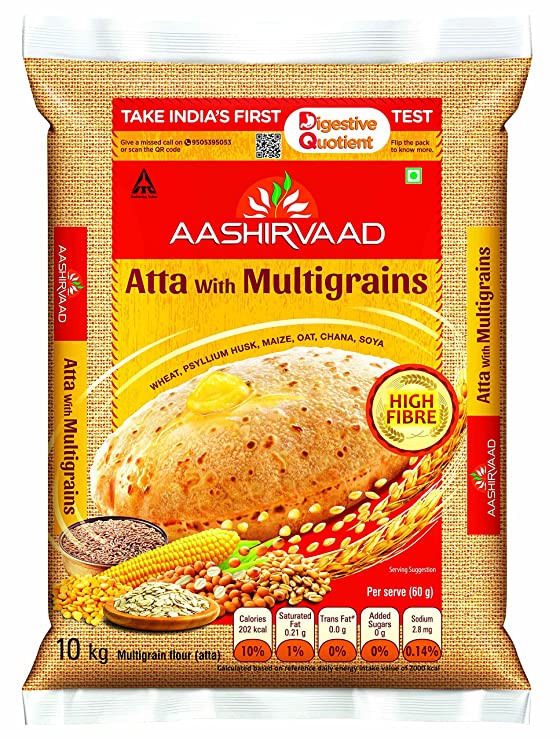 TAKE INDIA'S FIRST Digestive Quotient TEST
Give a missed call on 9505395053
or scan the QR code
Flip the pack
to know more.
AASHIRVAAD
Atta With Multigrains
WHEAT, PSYLLIUM HUSK, MAIZE, OAT, CHANA, SOYA
HIGH
FIBRE
AASHIRVAAD
Atta With Multigrains
Atta With Multigrains
AASHIRVAAD
Serving Suggestion
Per serve (60 g)
Calories
202 kcal
10%
Saturated
Fat
0.21 g
1%
Trans Fat*
0.0 g
0%
Added
Sugars
0 g
0%
Sodium
2.8 mg
0.14%
10 kg Multigrain flour (atta)
Calculated based on reference daily energy intake value of 2000 kcal